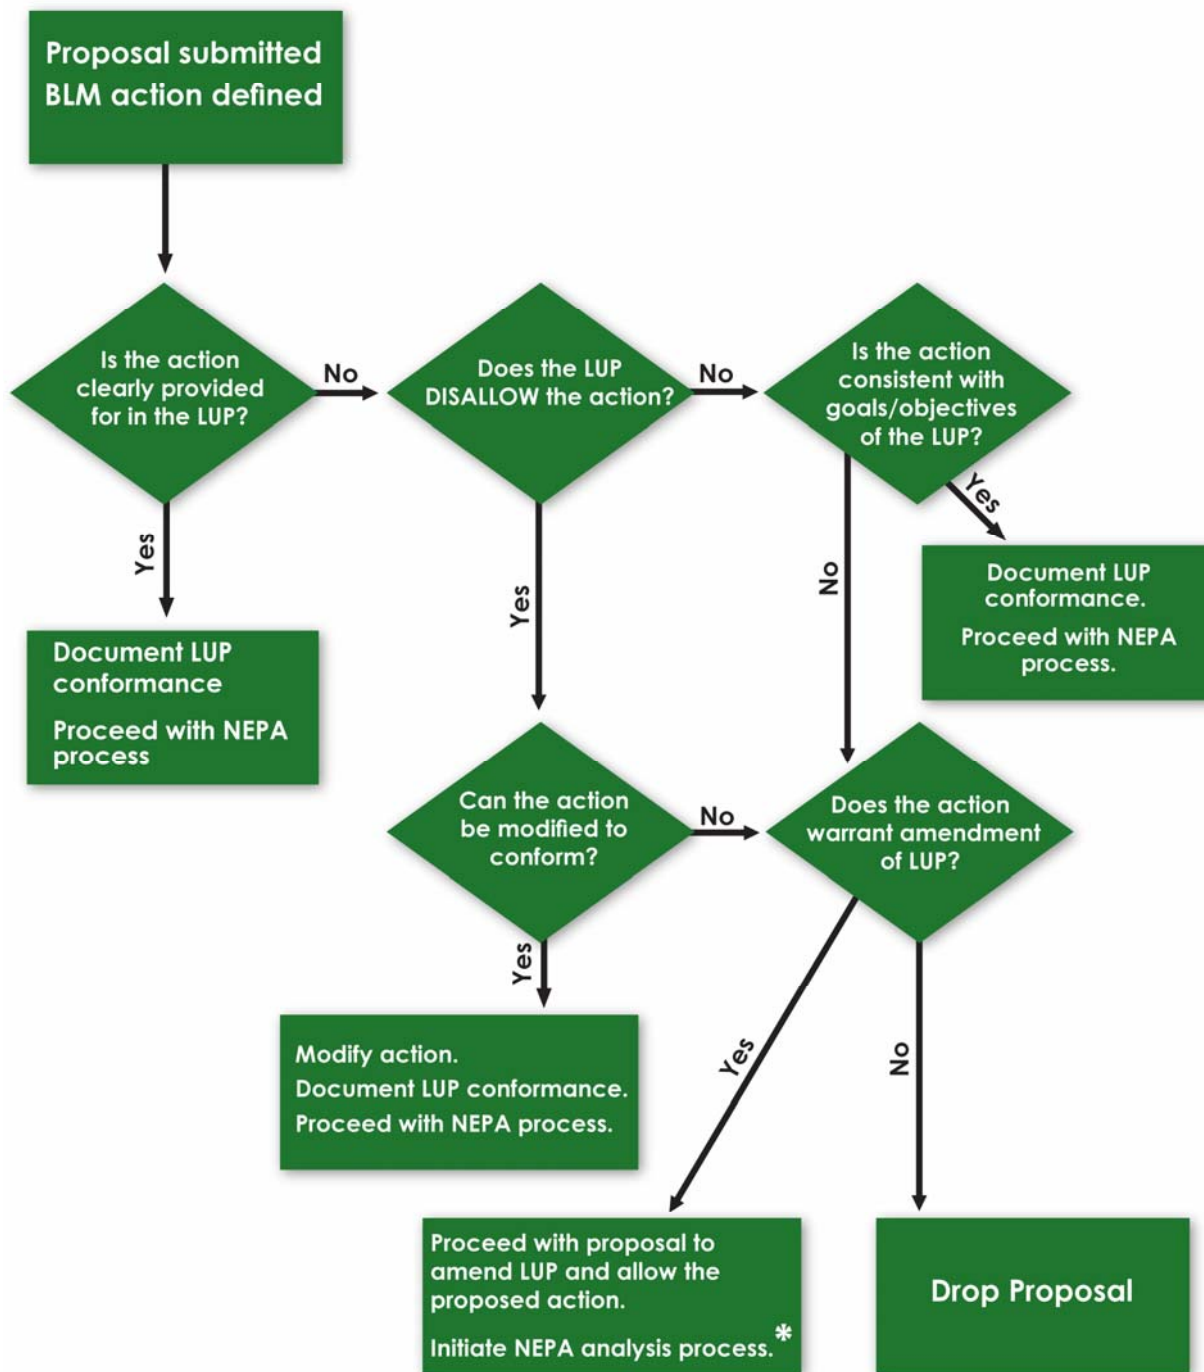 Proposal submitted
BLM action defined
Is the action
clearly provided
for in the LUP?
No
Does the LUP
DISALLOW the action?
No
Is the action
consistent with
goals/objectives
of the LUP?
Yes
Yes
No
Yes
Document LUP
conformance.
Proceed with NEPA
process.
Document LUP
conformance
Proceed with NEPA
process
Can the action
be modified to
conform?
No
Does the action
warrant amendment
of LUP?
Yes
Yes
No
Modify action.
Document LUP conformance.
Proceed with NEPA process.
Proceed with proposal to
amend LUP and allow the
proposed action.
Initiate NEPA analysis process.*
Drop Proposal